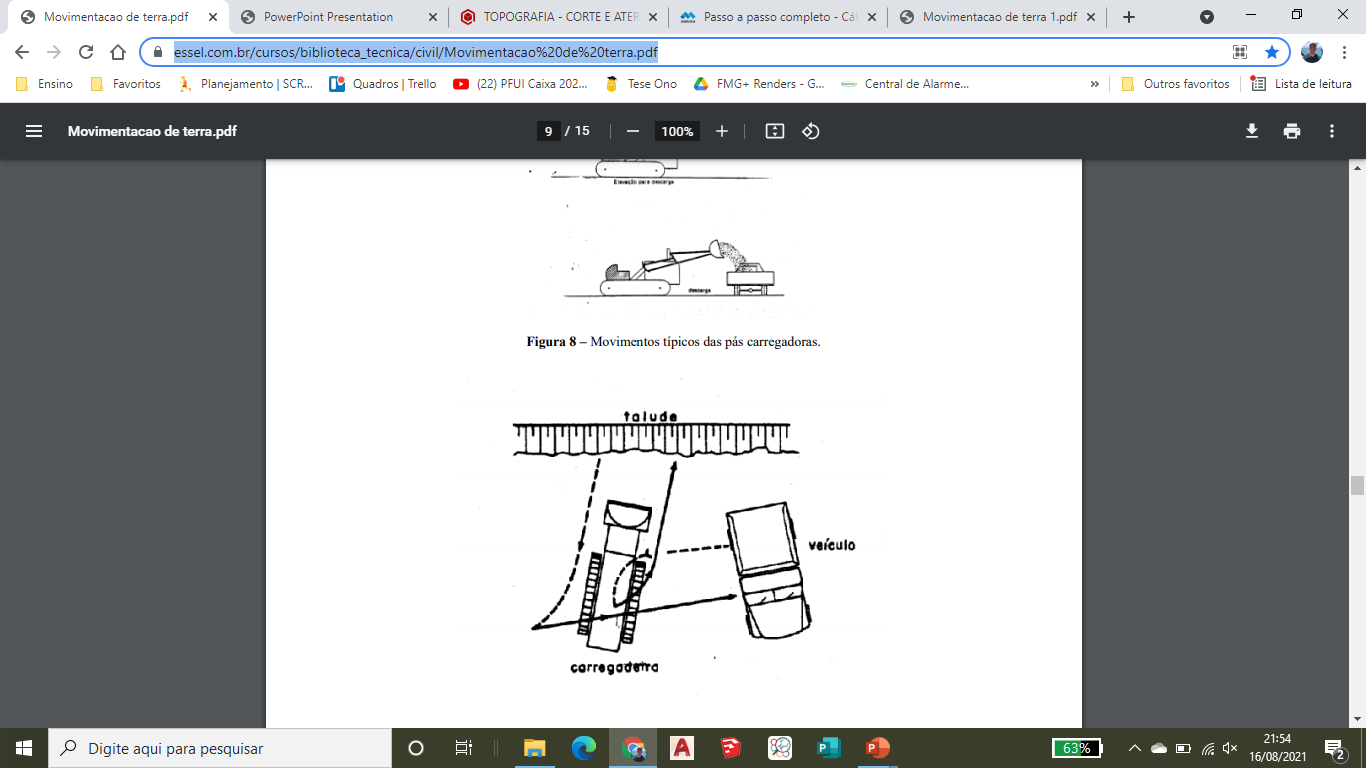 Movimentacao de terra.pdf
PowerPoint Presentation
TOPOGRAFIA - CORTE E ATER
Passo a passo completo - Cál
Movimentacao de terra 1.pdf
essel.com.br/cursos/biblioteca_tecnica/civil/Movimentacao%20de%20terra.pdf
Ensino
Favoritos
Planejamento | SCR...
Quadros | Trello
(22) PFUI Caixa 202...
Tese Ono
FMG+ Renders - G...
Central de Alarme...
»
Outros favoritos
Lista de leitura
Movimentacao de terra.pdf
9 / 15
100%
Elevação para descarga
descarga
Figura 8 – Movimentos típicos das pás carregadoras.
talude
veículo
carregadeira
Digite aqui para pesquisar
63%
21:54
16/08/2021
2